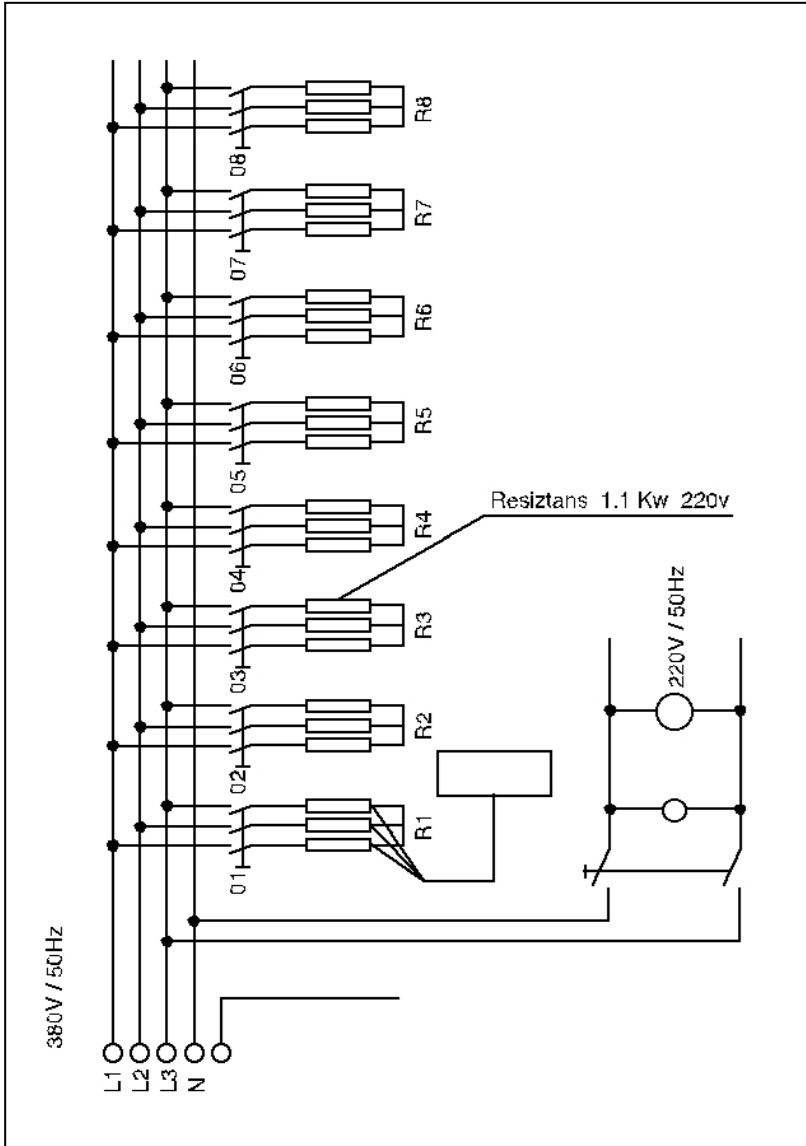 380V / 50Hz
L1
L2
L3
N
01
02
03
04
05
06
07
08
R1
R2
R3
R4
R5
R6
R7
R8
Resiztans 1.1 Kw 220v
220V / 50Hz